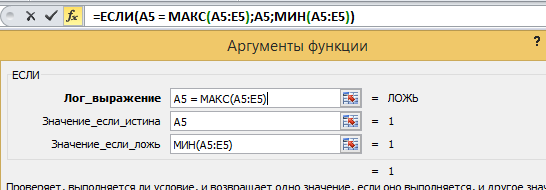 =ЕСЛИ(A5 = МАКС(A5:E5);A5;МИН(A5:E5))
Аргументы функции
?
ЕСЛИ
Лог_выражение A5 = МАКС(A5:E5) = ЛОЖЬ
Значение_если_истина A5 = 1
Значение_если_ложь МИН(A5:E5) = 1
= 1
Проверяет, выполняется ли условие, и возвращает одно значение, если оно выполняется, и другое